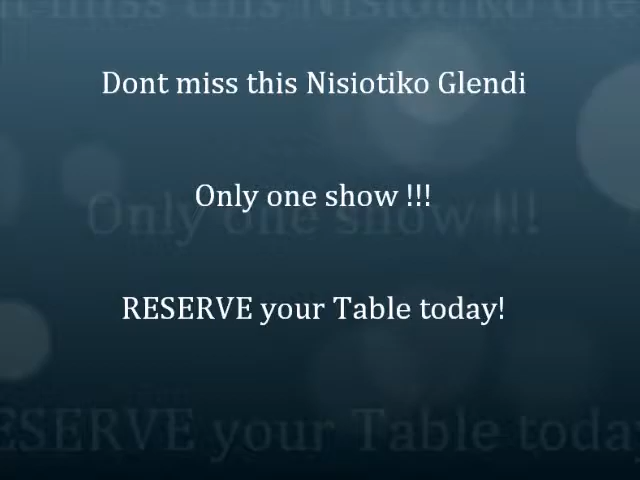 Dont miss this Nisiotiko Glendi
Only one show !!!
RESERVE your Table today!